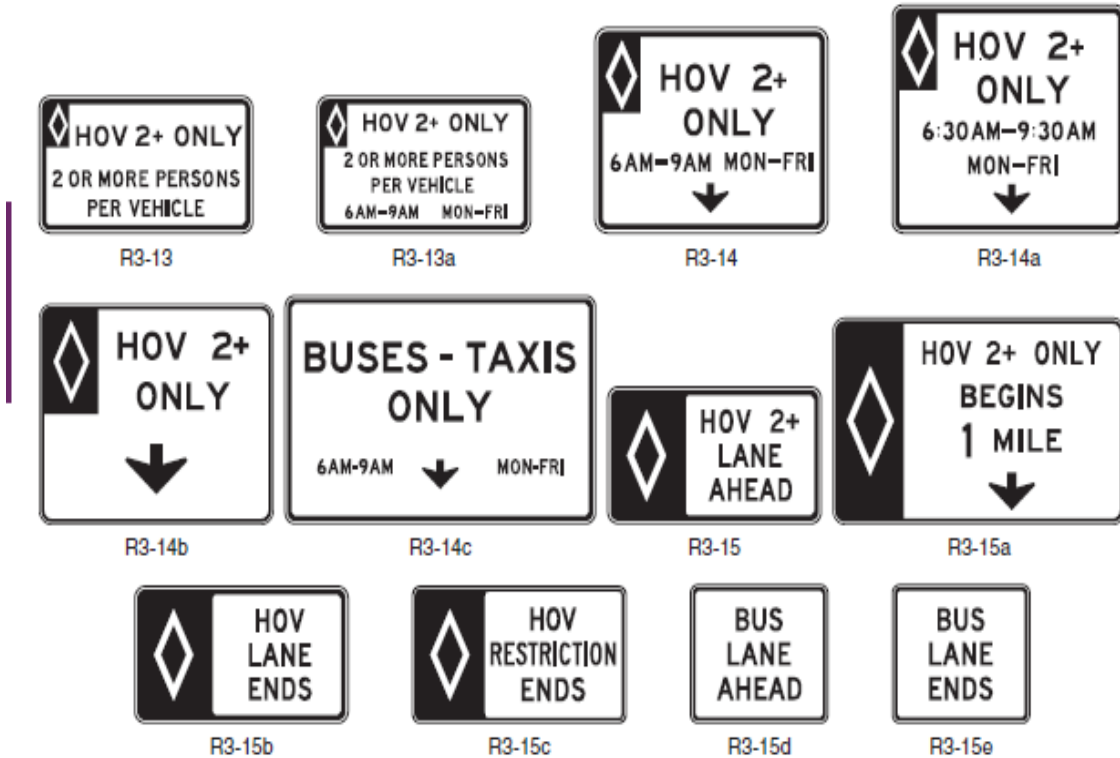 HOV 2+ ONLY
2 OR MORE PERSONS
PER VEHICLE
R3-13
HOV 2+ ONLY
2 OR MORE PERSONS
PER VEHICLE
6AM–9AM MON–FRI
R3-13a
HOV 2+
ONLY
6AM–9AM MON–FRI
R3-14
HOV 2+
ONLY
6:30AM–9:30AM
MON–FRI
R3-14a
HOV 2+
ONLY
R3-14b
BUSES - TAXIS
ONLY
6AM-9AM MON-FRI
R3-14c
HOV 2+
LANE
AHEAD
R3-15
HOV 2+ ONLY
BEGINS
1 MILE
R3-15a
HOV
LANE
ENDS
R3-15b
HOV
RESTRICTION
ENDS
R3-15c
BUS
LANE
AHEAD
R3-15d
BUS
LANE
ENDS
R3-15e